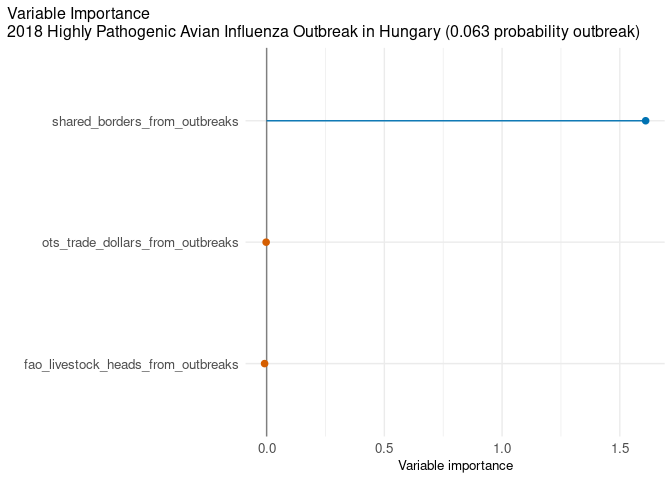 Variable Importance
2018 Highly Pathogenic Avian Influenza Outbreak in Hungary (0.063 probability outbreak)
shared_borders_from_outbreaks
ots_trade_dollars_from_outbreaks
fao_livestock_heads_from_outbreaks
0.0 0.5 1.0 1.5
Variable importance